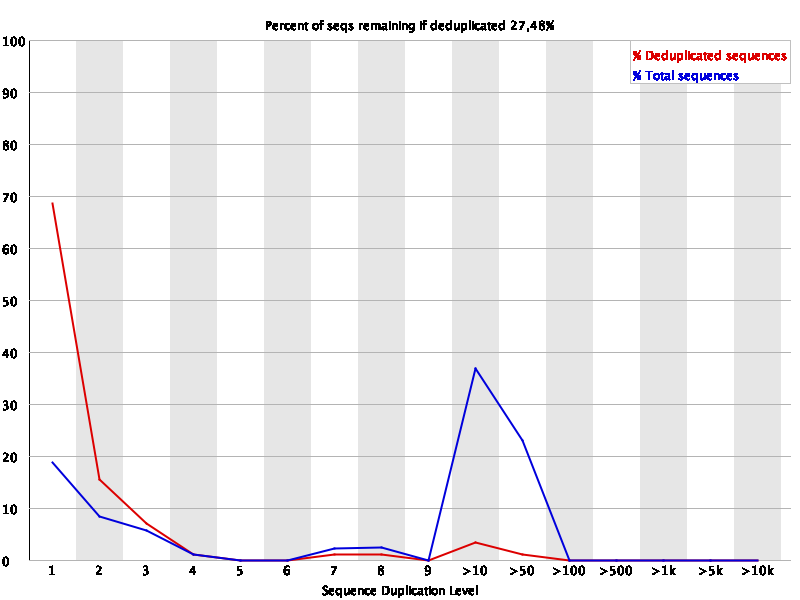 Percent of seqs remaining if deduplicated 27,48%
% Deduplicated sequences
% Total sequences
100
90
80
70
60
50
40
30
20
10
0
1 2 3 4 5 6 7 8 9 >10 >50 >100 >500 >1k >5k >10k
Sequence Duplication Level